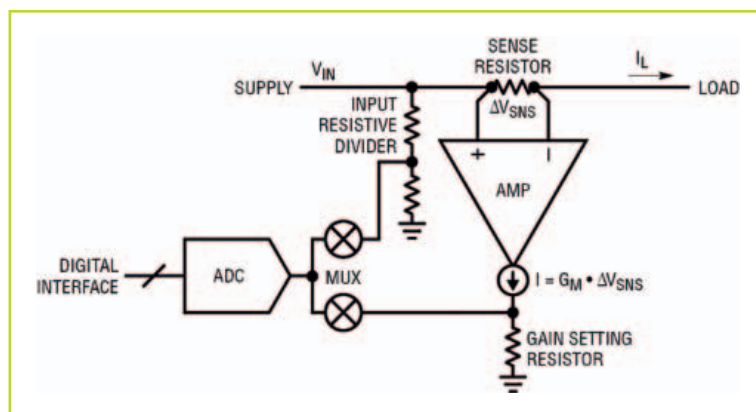 SENSE
RESISTOR
I_L
SUPPLY
V_IN
LOAD
INPUT
RESISTIVE
DIVIDER
ΔV_SNS
+
–
AMP
DIGITAL
INTERFACE
ADC
MUX
I = G_M • ΔV_SNS
GAIN SETTING
RESISTOR